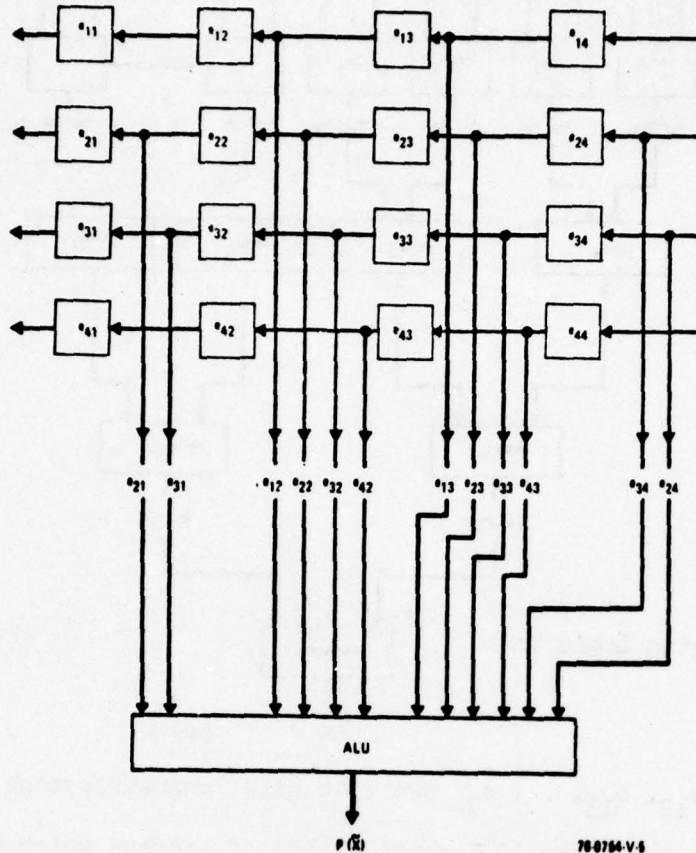 e11 e12 e13 e14
e21 e22 e23 e24
e31 e32 e33 e34
e41 e42 e43 e44
e21 e31 e12 e22 e32 e42 e13 e23 e33 e43 e34 e24
ALU
P (X̃)
76-0764-V-6